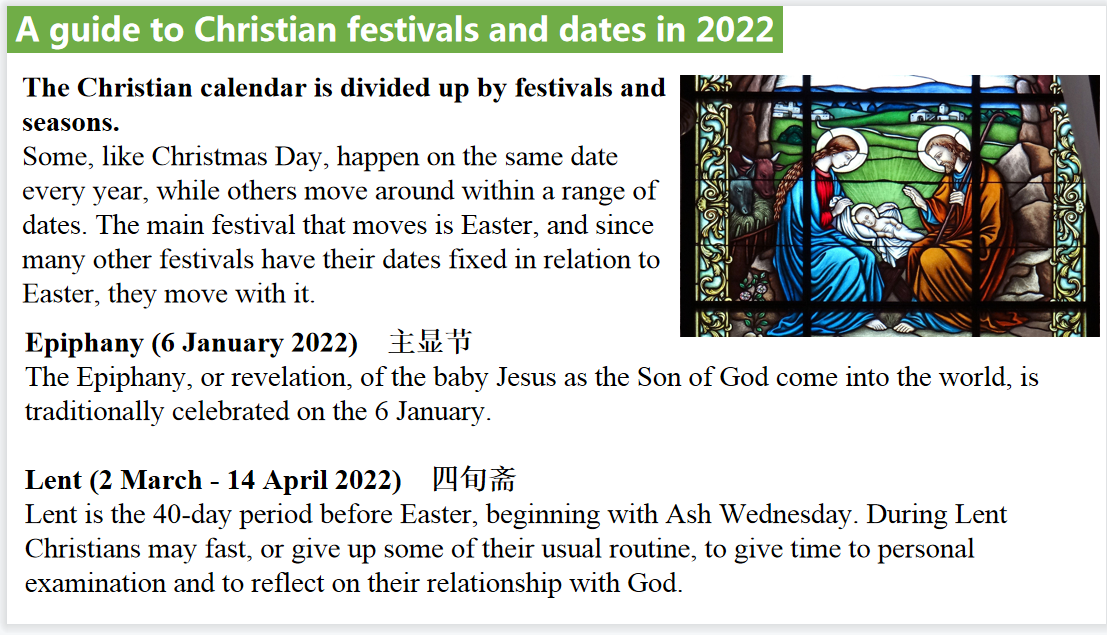 A guide to Christian festivals and dates in 2022
The Christian calendar is divided up by festivals and
seasons.
Some, like Christmas Day, happen on the same date
every year, while others move around within a range of
dates. The main festival that moves is Easter, and since
many other festivals have their dates fixed in relation to
Easter, they move with it.
Epiphany (6 January 2022) 主显节
The Epiphany, or revelation, of the baby Jesus as the Son of God come into the world, is
traditionally celebrated on the 6 January.
Lent (2 March - 14 April 2022) 四旬斋
Lent is the 40-day period before Easter, beginning with Ash Wednesday. During Lent
Christians may fast, or give up some of their usual routine, to give time to personal
examination and to reflect on their relationship with God.